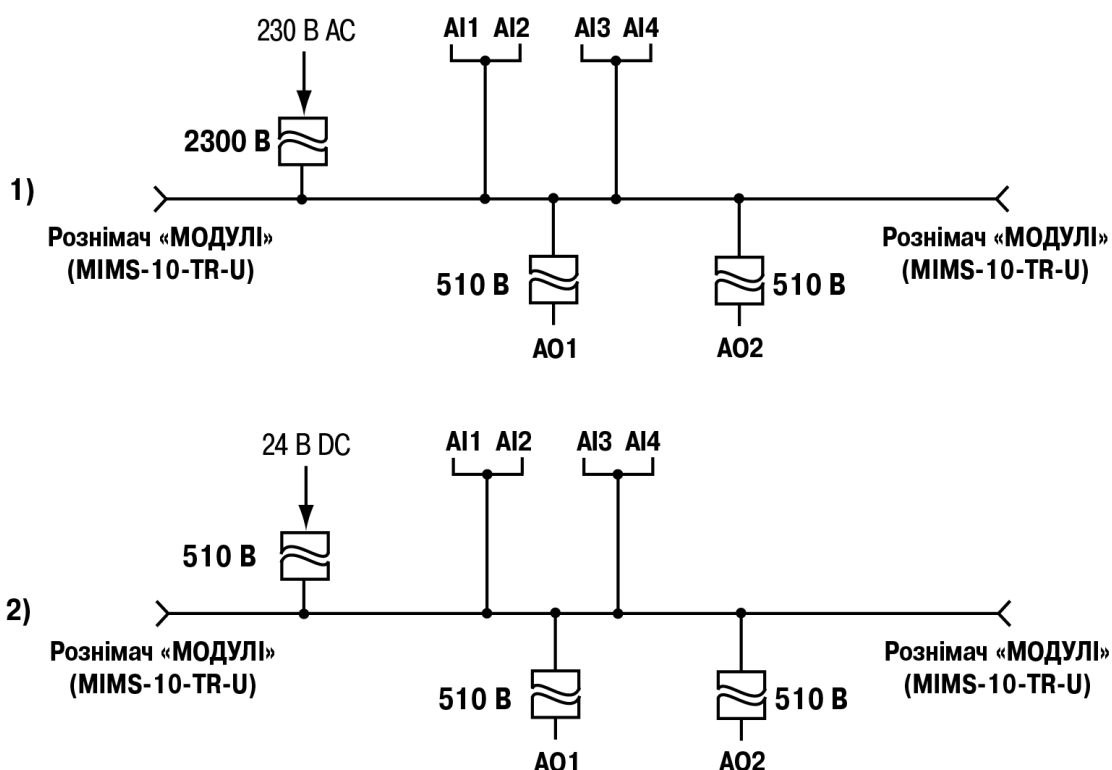 230 В AC
AI1 AI2
AI3 AI4
2300 В
1)
Рознімач «МОДУЛІ»
(MIMS-10-TR-U)
Рознімач «МОДУЛІ»
(MIMS-10-TR-U)
510 В
510 В
AO1
AO2
24 В DC
AI1 AI2
AI3 AI4
510 В
2)
Рознімач «МОДУЛІ»
(MIMS-10-TR-U)
Рознімач «МОДУЛІ»
(MIMS-10-TR-U)
510 В
510 В
AO1
AO2